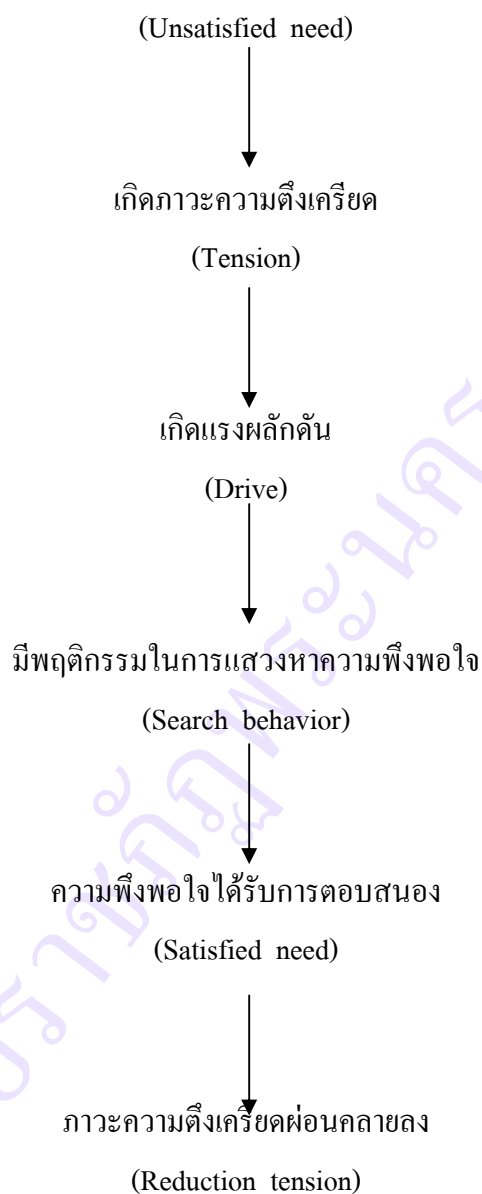 (Unsatisfied need)
เกิดภาวะความตึงเครียด
(Tension)
เกิดแรงผลักดัน
(Drive)
มีพฤติกรรมในการแสวงหาความพึงพอใจ
(Search behavior)
ความพึงพอใจได้รับการตอบสนอง
(Satisfied need)
ภาวะความตึงเครียดผ่อนคลายลง
(Reduction tension)